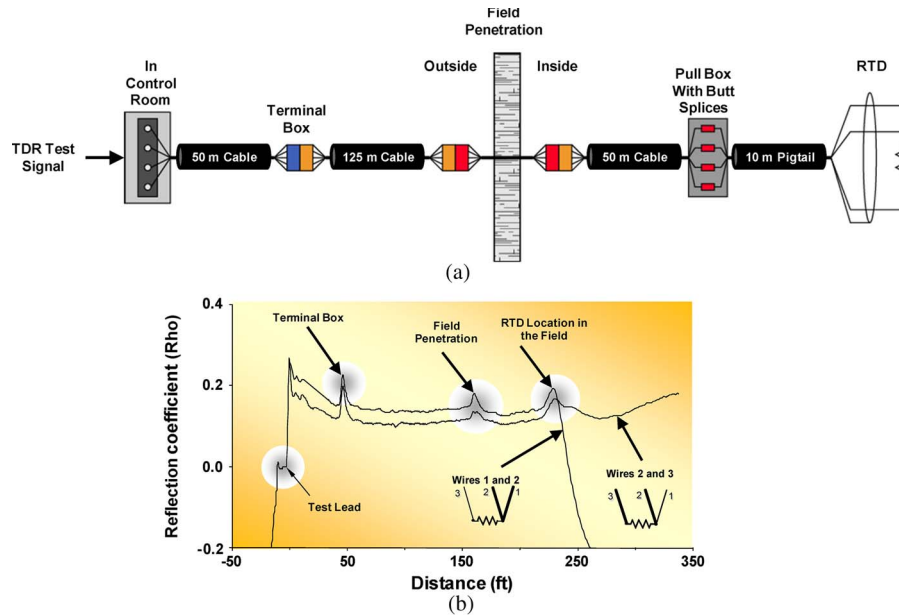 (a)
In
Control
Room
TDR Test
Signal
50 m Cable
Terminal
Box
125 m Cable
Outside
Field
Penetration
Inside
50 m Cable
Pull Box
With Butt
Splices
10 m Pigtail
RTD
(b)
Reflection coefficient (Rho)
0.4
0.2
0.0
-0.2
-50
50
150
250
350
Distance (ft)
Terminal Box
Field
Penetration
RTD Location in
the Field
Test Lead
Wires 1 and 2
3
2
1
Wires 2 and 3
3
2
1